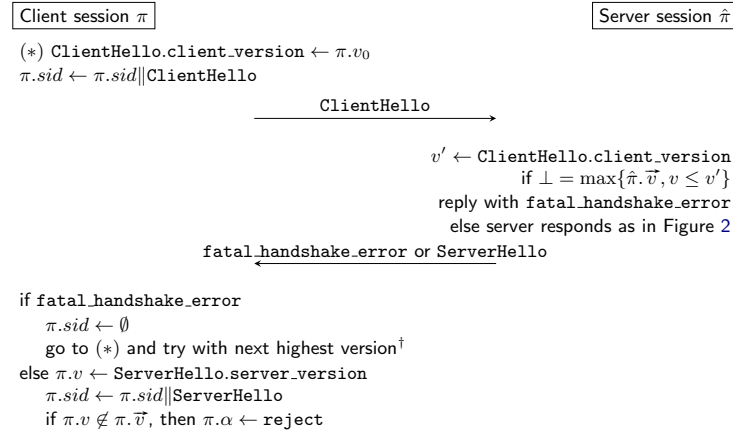 Client session π
Server session π̂
(∗) ClientHello.client_version ← π.v₀
π.sid ← π.sid‖ClientHello
ClientHello
v′ ← ClientHello.client_version
if ⊥ = max{π̂.v⃗, v ≤ v′}
reply with fatal_handshake_error
else server responds as in Figure 2
fatal_handshake_error or ServerHello
if fatal_handshake_error
π.sid ← ∅
go to (∗) and try with next highest version†
else π.v ← ServerHello.server_version
π.sid ← π.sid‖ServerHello
if π.v ∉ π.v⃗, then π.α ← reject